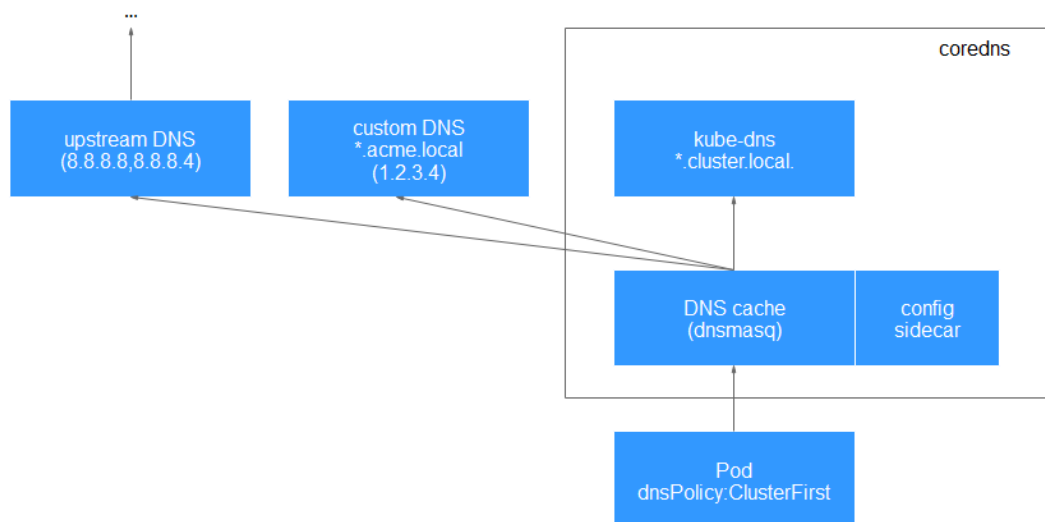 ...
coredns
upstream DNS
(8.8.8.8,8.8.8.4)
custom DNS
*.acme.local
(1.2.3.4)
kube-dns
*.cluster.local.
DNS cache
(dnsmasq)
config
sidecar
Pod
dnsPolicy:ClusterFirst